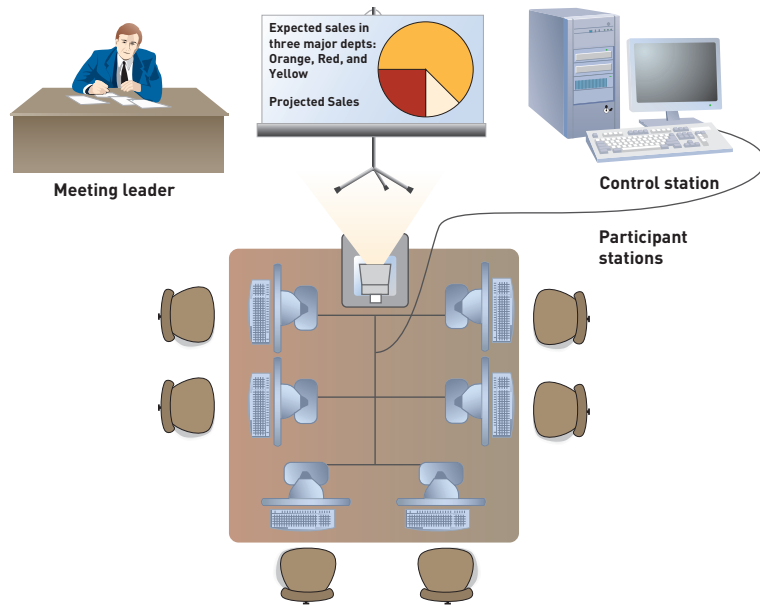 Expected sales in
three major depts:
Orange, Red, and
Yellow
Projected Sales
Meeting leader
Control station
Participant
stations